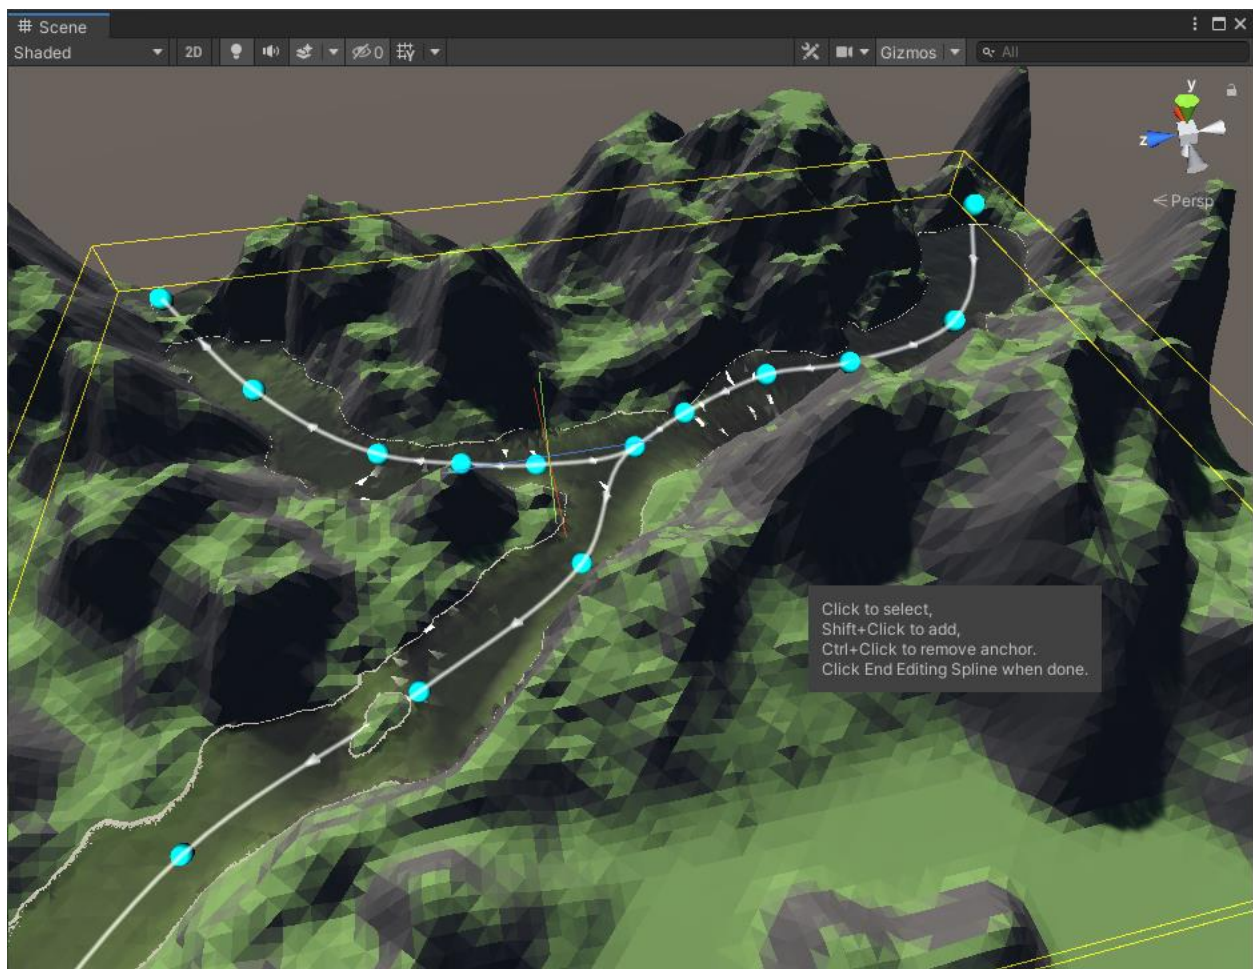 Scene
Shaded
2D
0
Gizmos
All
y
z
Persp
Click to select,
Shift+Click to add,
Ctrl+Click to remove anchor.
Click End Editing Spline when done.